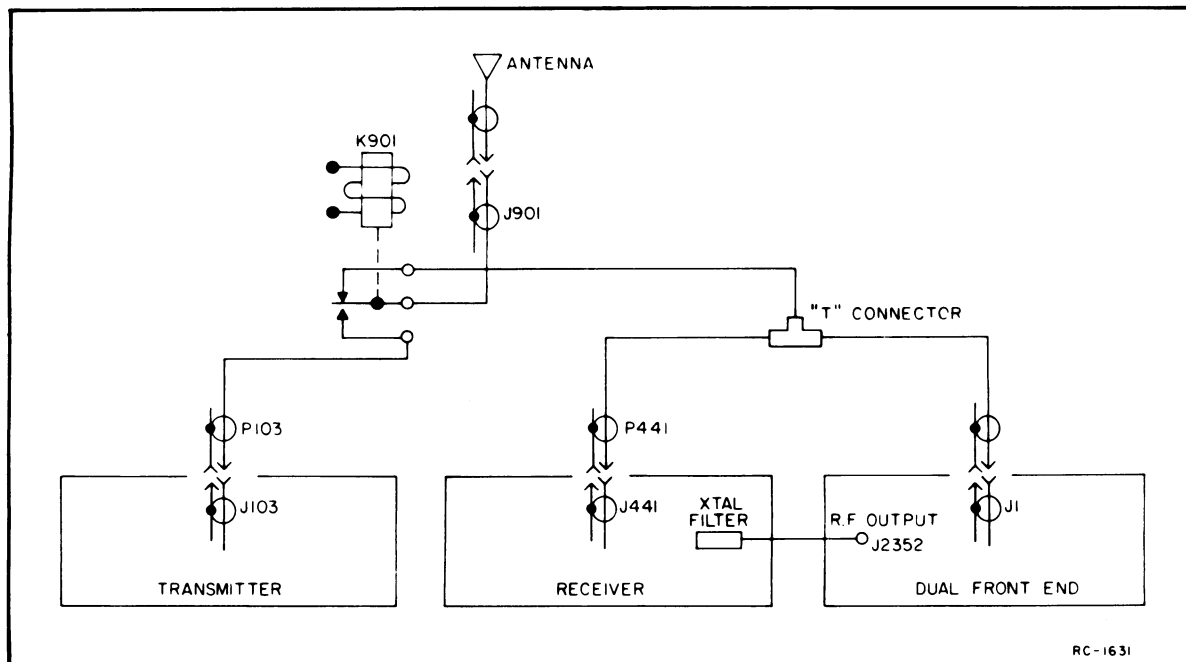 ANTENNA
K901
J901
"T" CONNECTOR
P103
P441
J103
J441
XTAL
FILTER
R.F OUTPUT
J2352
J1
TRANSMITTER
RECEIVER
DUAL FRONT END
RC-1631